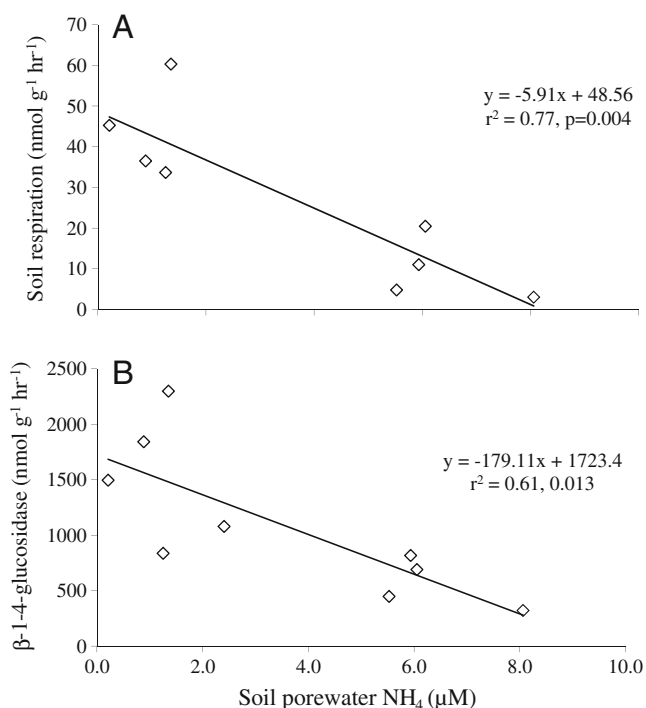 A
70
60
50
40
30
20
10
0
Soil respiration (nmol g⁻¹ hr⁻¹)
y = -5.91x + 48.56
r² = 0.77, p=0.004
B
2500
2000
1500
1000
500
0
β-1-4-glucosidase (nmol g⁻¹ hr⁻¹)
y = -179.11x + 1723.4
r² = 0.61, 0.013
0.0 2.0 4.0 6.0 8.0 10.0
Soil porewater NH₄ (µM)